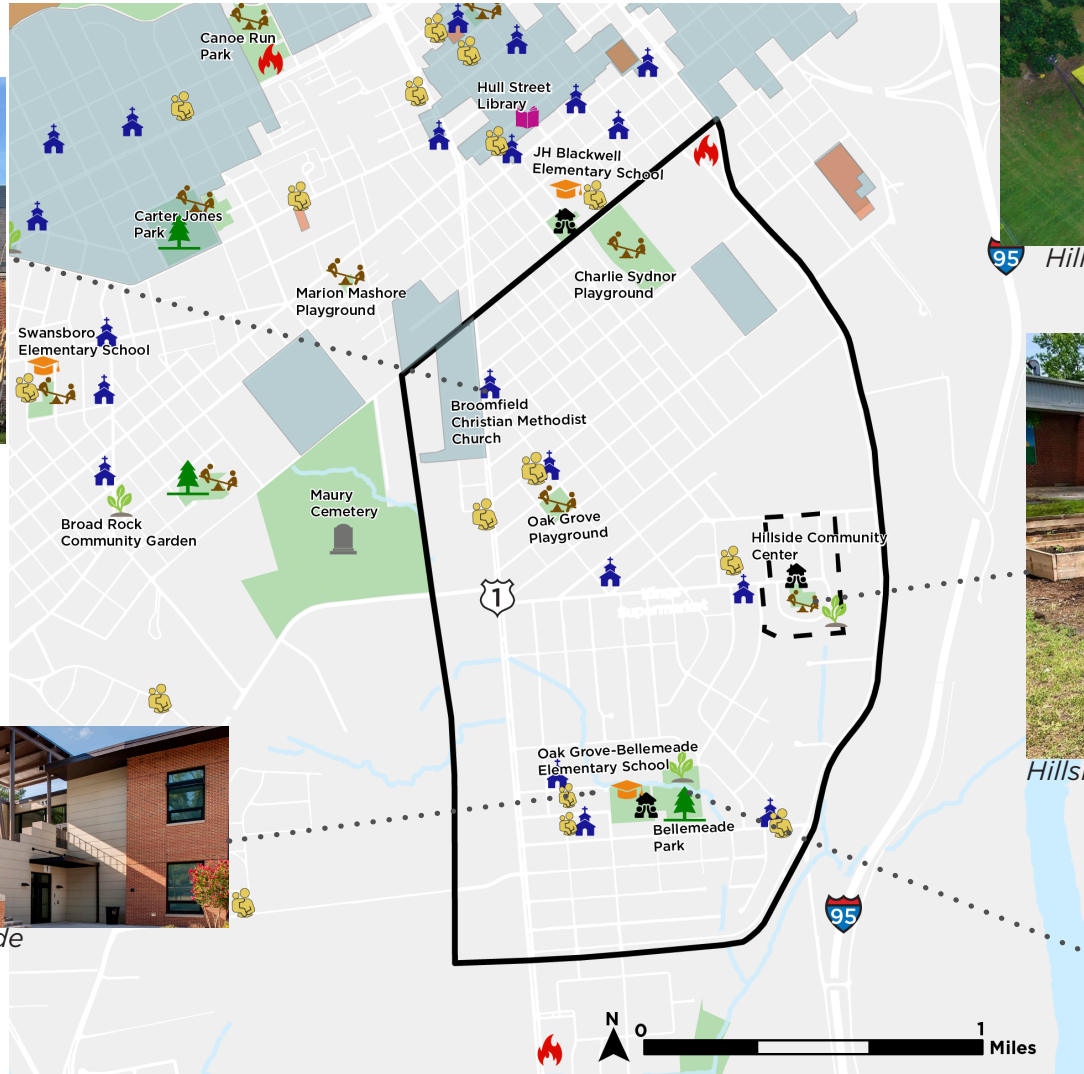 Canoe Run
Park
Hull Street
Library
JH Blackwell
Elementary School
Carter Jones
Park
Charlie Sydnor
Playground
Marion Mashore
Playground
95
Hill
Swansboro
Elementary School
Broomfield
Christian Methodist
Church
Maury
Cemetery
Oak Grove
Playground
Broad Rock
Community Garden
Hillside Community
Center
1
Kings
Supermarket
Oak Grove-Bellemeade
Elementary School
Hills
Bellemeade
Park
95
de
N
0
1
Miles